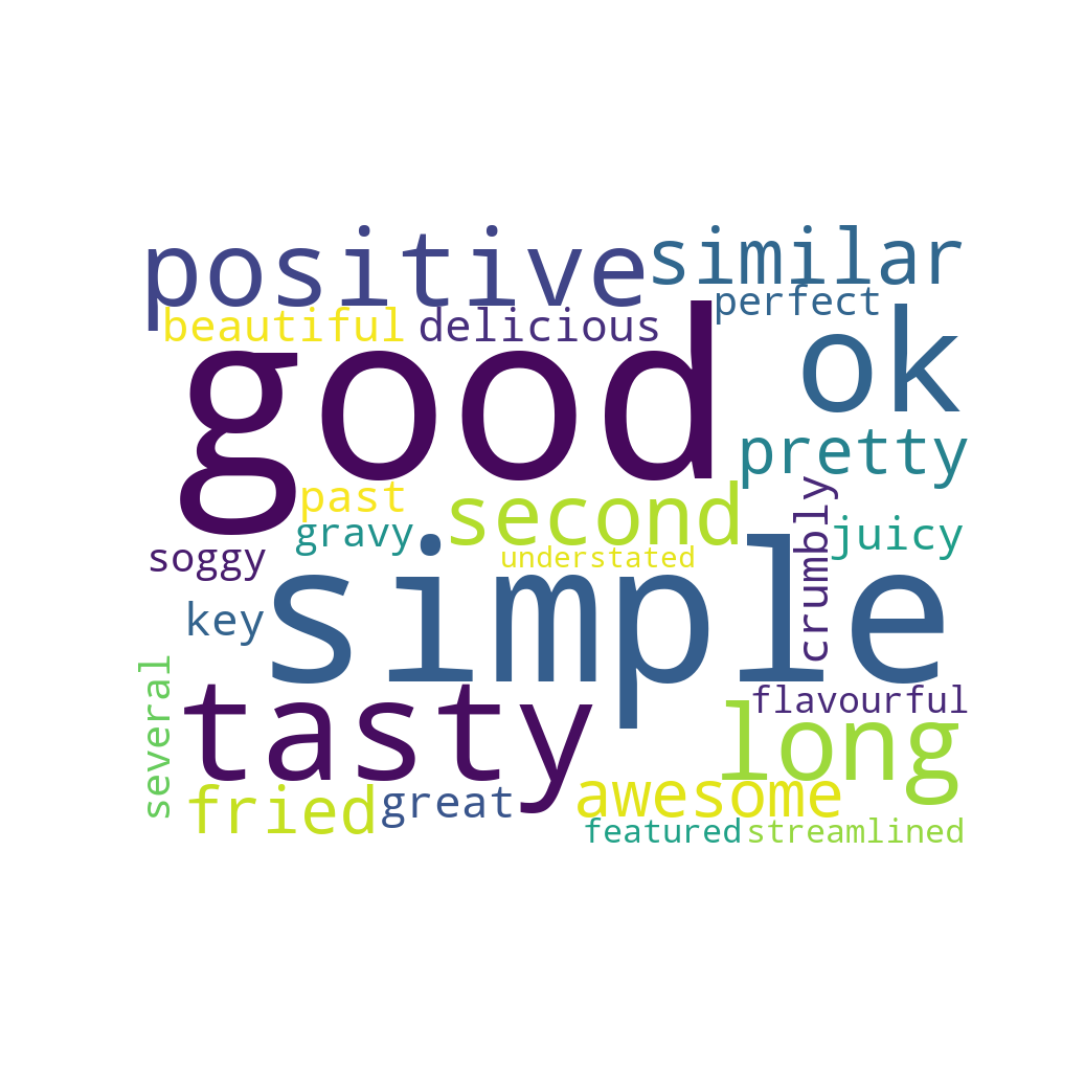 positive
similar
perfect
beautiful
delicious
good
ok
pretty
past
second
crumbly
gravy
juicy
soggy
understated
simple
key
several
tasty
flavourful
long
fried
great
awesome
featured
streamlined